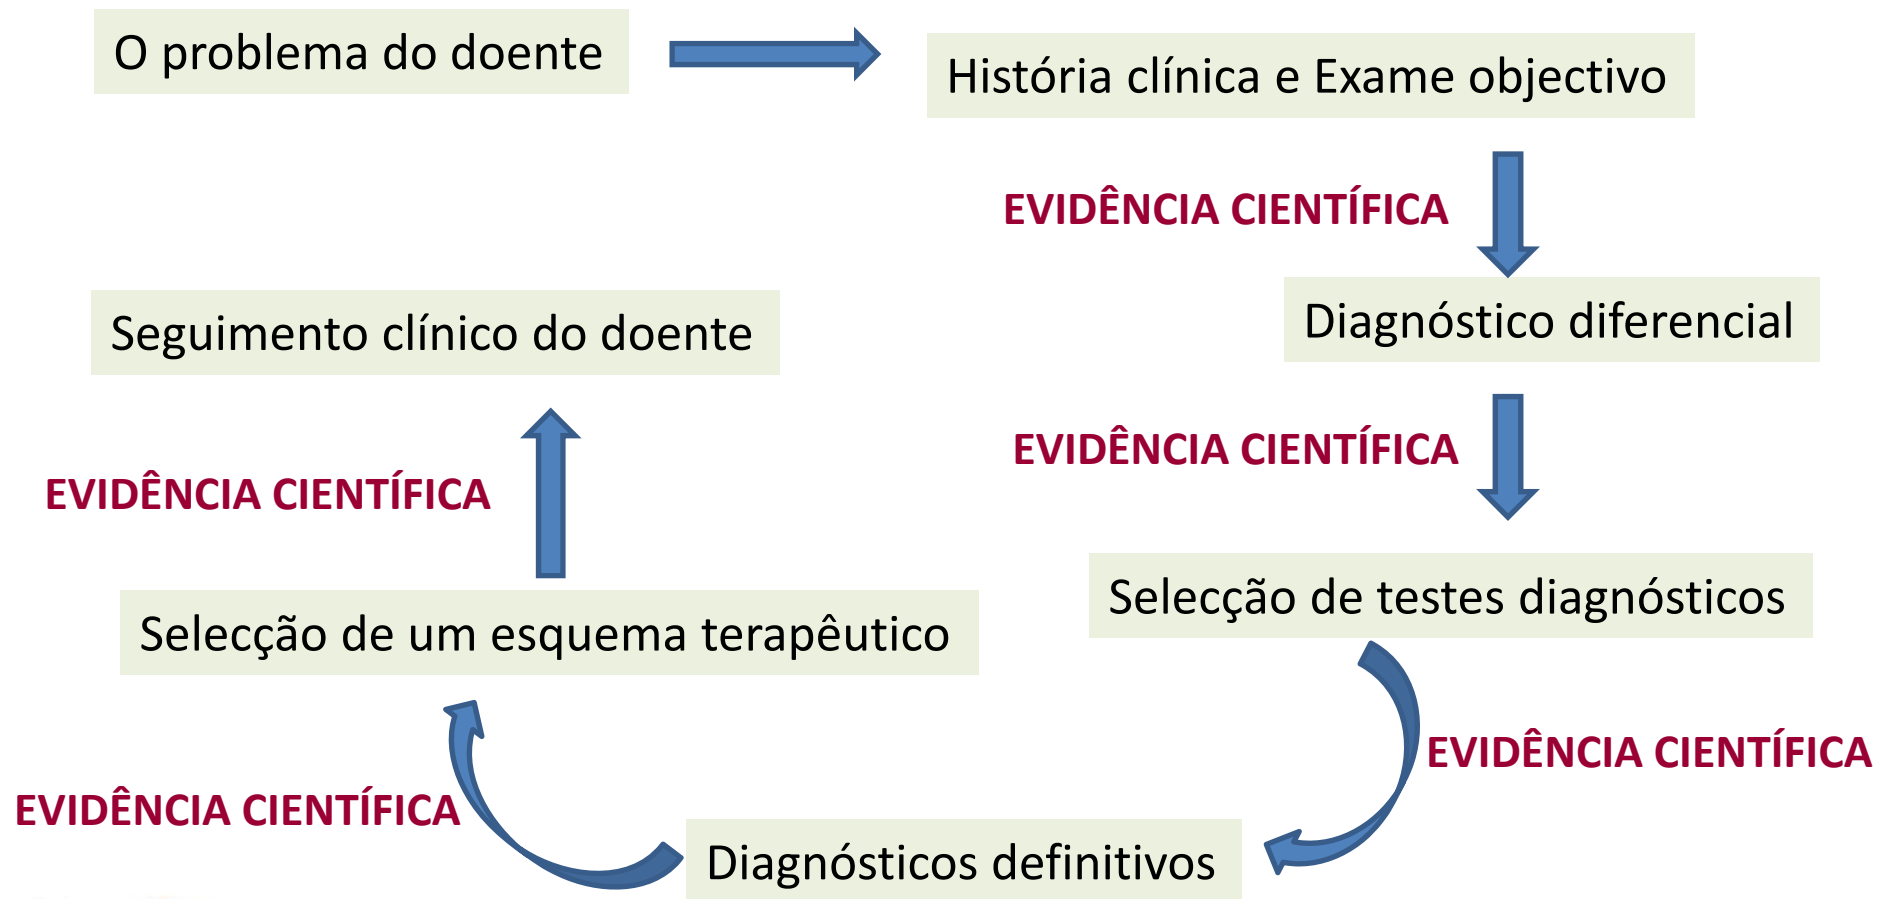 O problema do doente
História clínica e Exame objectivo
EVIDÊNCIA CIENTÍFICA
Diagnóstico diferencial
EVIDÊNCIA CIENTÍFICA
Selecção de testes diagnósticos
EVIDÊNCIA CIENTÍFICA
Diagnósticos definitivos
EVIDÊNCIA CIENTÍFICA
Selecção de um esquema terapêutico
EVIDÊNCIA CIENTÍFICA
Seguimento clínico do doente